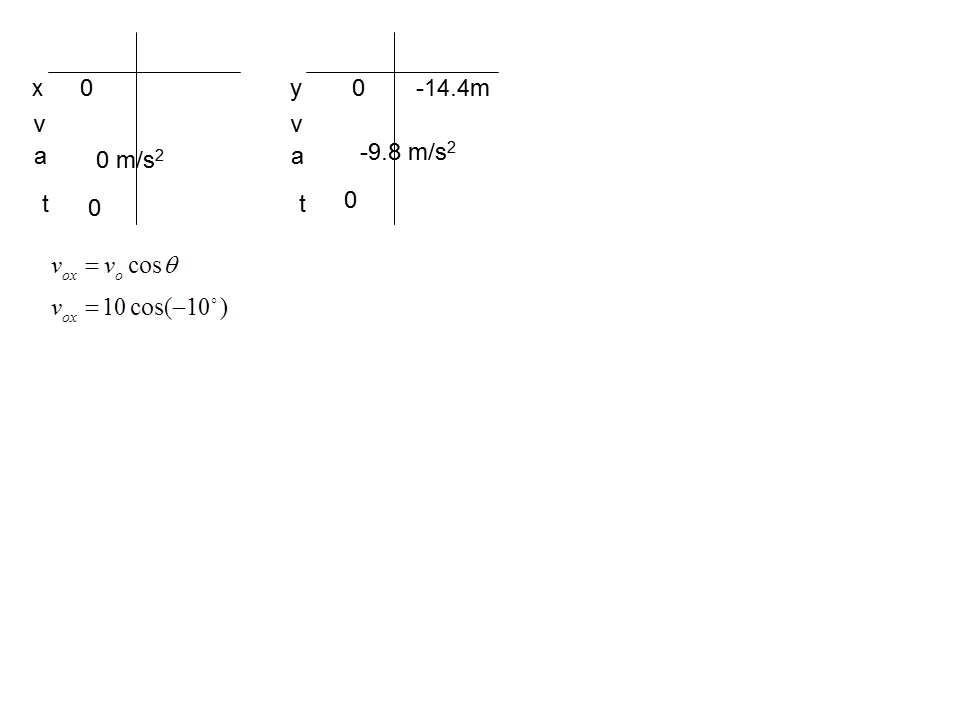 x 0 y 0 -14.4m
v v
a 0 m/s² a -9.8 m/s²
t 0 t 0
vₒₓ = vₒ cos θ
vₒₓ = 10 cos(−10°)